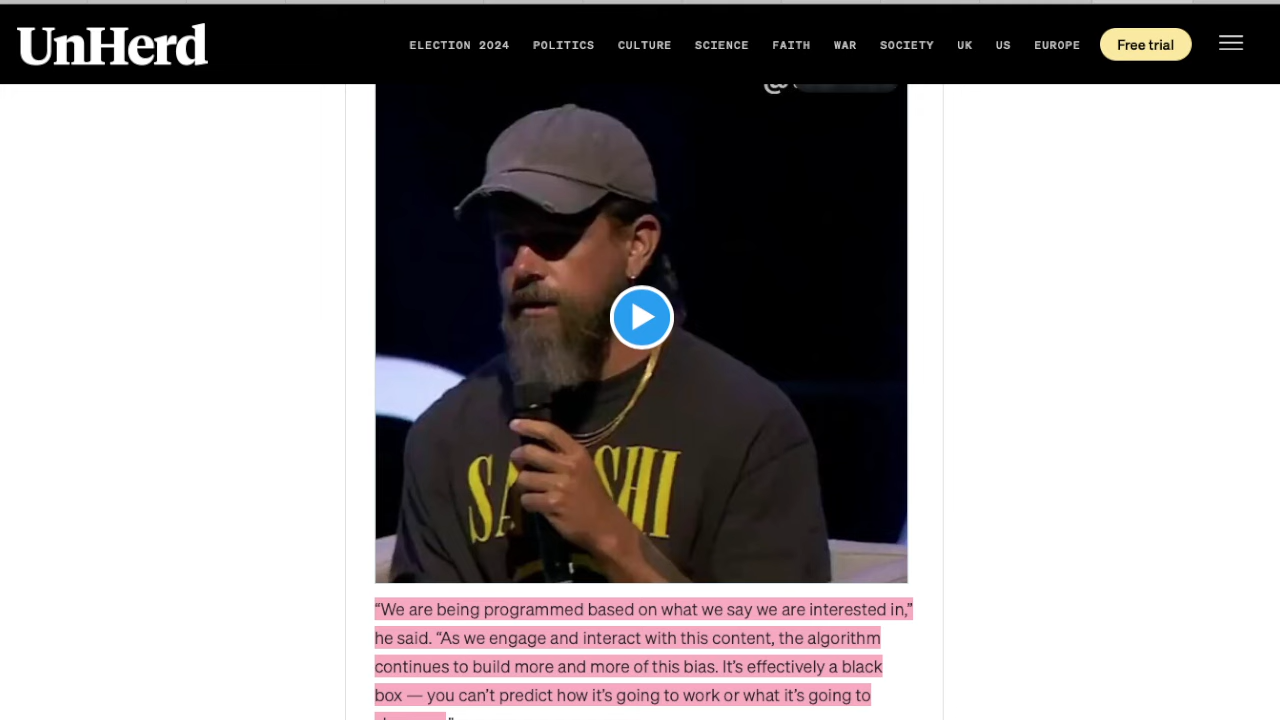 UnHerd
ELECTION 2024 POLITICS CULTURE SCIENCE FAITH WAR SOCIETY UK US EUROPE Free trial
@
“We are being programmed based on what we say we are interested in,”
he said. “As we engage and interact with this content, the algorithm
continues to build more and more of this bias. It’s effectively a black
box — you can’t predict how it’s going to work or what it’s going to